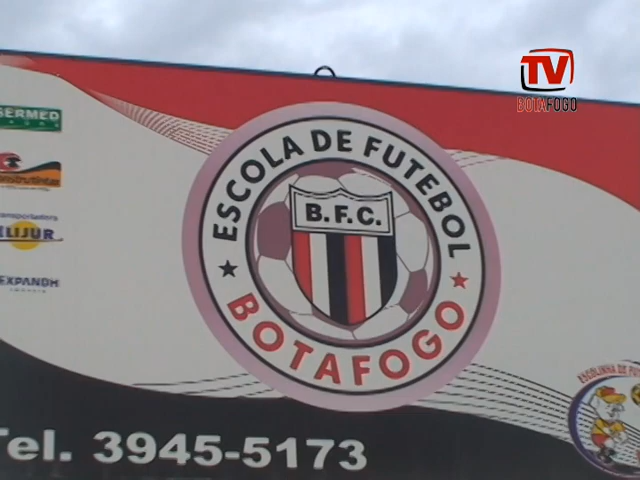 TV
BOTAFOGO
SERMED
ESCOLA DE FUTEBOL
B.F.C.
BOTAFOGO
EXPANDH
Tel. 3945-5173